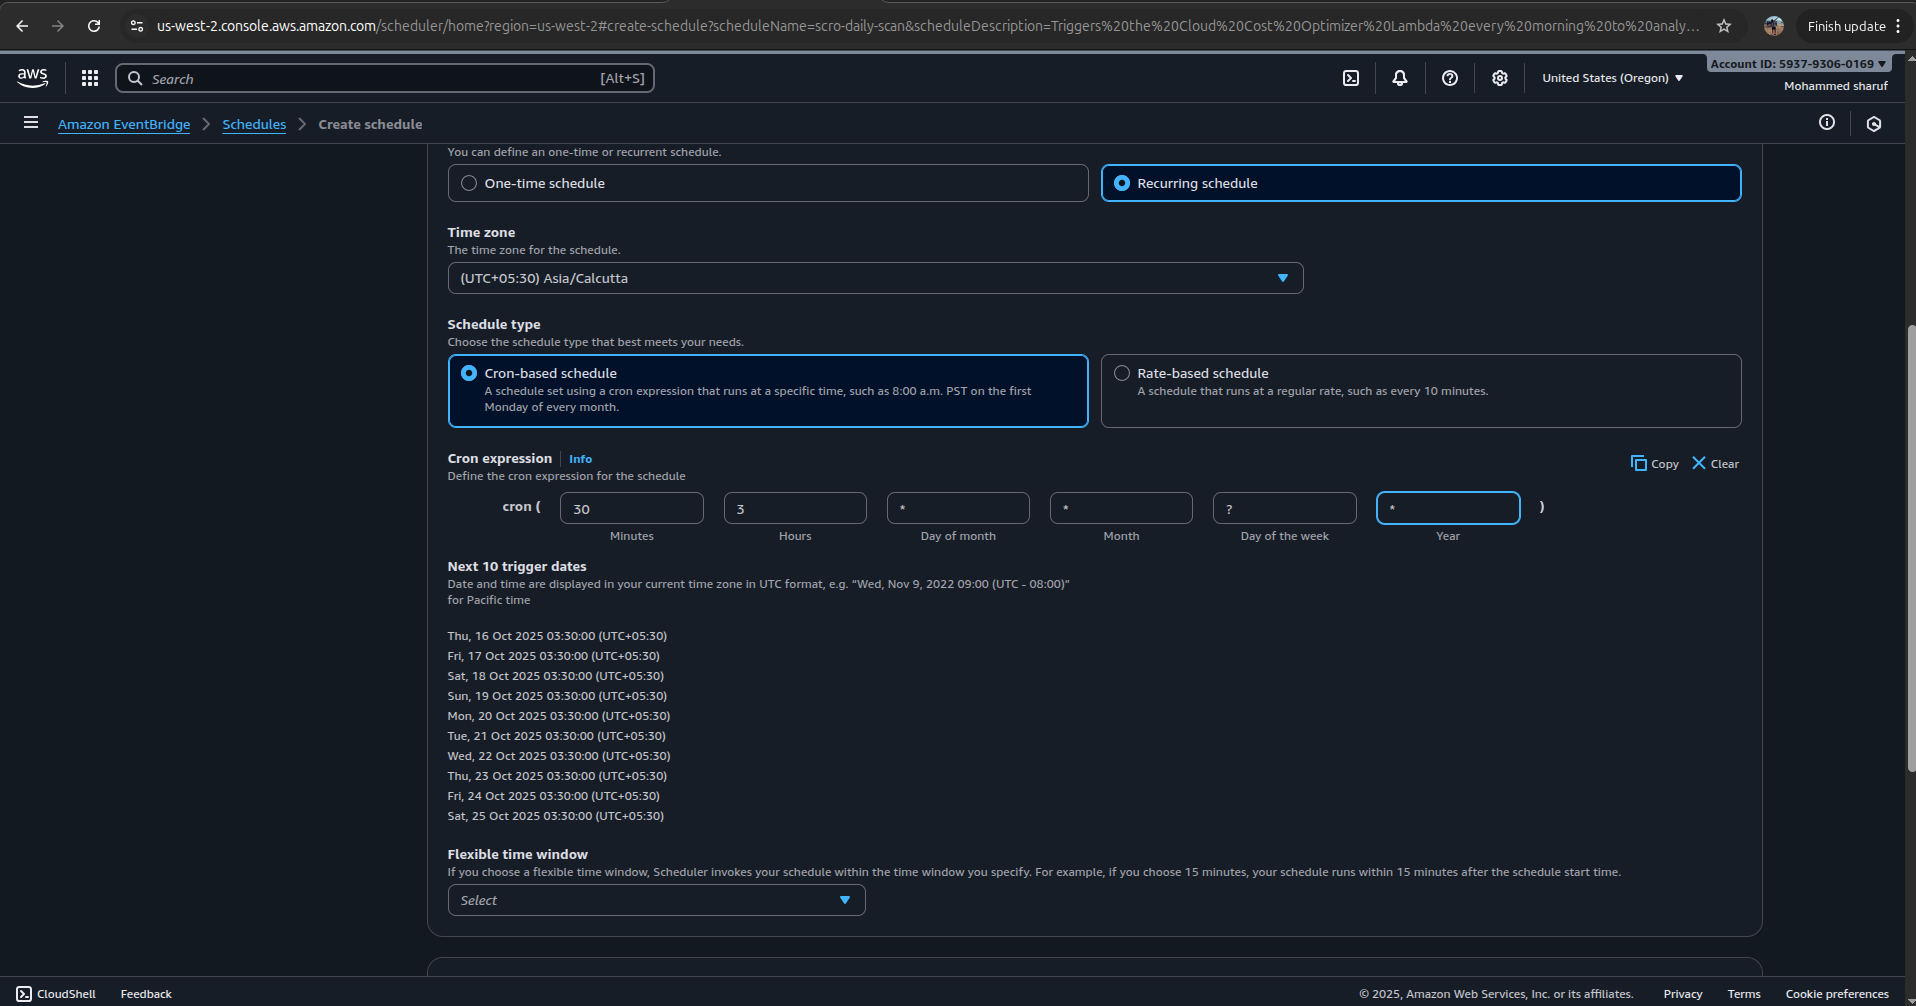 us-west-2.console.aws.amazon.com/scheduler/home?region=us-west-2#create-schedule?scheduleName=scro-daily-scan&scheduleDescription=Triggers%20the%20Cloud%20Cost%20Optimizer%20Lambda%20every%20morning%20to%20analy...
Finish update
aws
Search
[Alt+S]
United States (Oregon)
Account ID: 5937-9306-0169
Mohammed sharuf
Amazon EventBridge
Schedules
Create schedule
You can define an one-time or recurrent schedule.
One-time schedule
Recurring schedule
Time zone
The time zone for the schedule.
(UTC+05:30) Asia/Calcutta
Schedule type
Choose the schedule type that best meets your needs.
Cron-based schedule
A schedule set using a cron expression that runs at a specific time, such as 8:00 a.m. PST on the first
Monday of every month.
Rate-based schedule
A schedule that runs at a regular rate, such as every 10 minutes.
Cron expression
Info
Define the cron expression for the schedule
Copy
Clear
cron ( 30 3 * * ? * )
Minutes Hours Day of month Month Day of the week Year
Next 10 trigger dates
Date and time are displayed in your current time zone in UTC format, e.g. “Wed, Nov 9, 2022 09:00 (UTC - 08:00)”
for Pacific time
Thu, 16 Oct 2025 03:30:00 (UTC+05:30)
Fri, 17 Oct 2025 03:30:00 (UTC+05:30)
Sat, 18 Oct 2025 03:30:00 (UTC+05:30)
Sun, 19 Oct 2025 03:30:00 (UTC+05:30)
Mon, 20 Oct 2025 03:30:00 (UTC+05:30)
Tue, 21 Oct 2025 03:30:00 (UTC+05:30)
Wed, 22 Oct 2025 03:30:00 (UTC+05:30)
Thu, 23 Oct 2025 03:30:00 (UTC+05:30)
Fri, 24 Oct 2025 03:30:00 (UTC+05:30)
Sat, 25 Oct 2025 03:30:00 (UTC+05:30)
Flexible time window
If you choose a flexible time window, Scheduler invokes your schedule within the time window you specify. For example, if you choose 15 minutes, your schedule runs within 15 minutes after the schedule start time.
Select
CloudShell
Feedback
© 2025, Amazon Web Services, Inc. or its affiliates.
Privacy
Terms
Cookie preferences